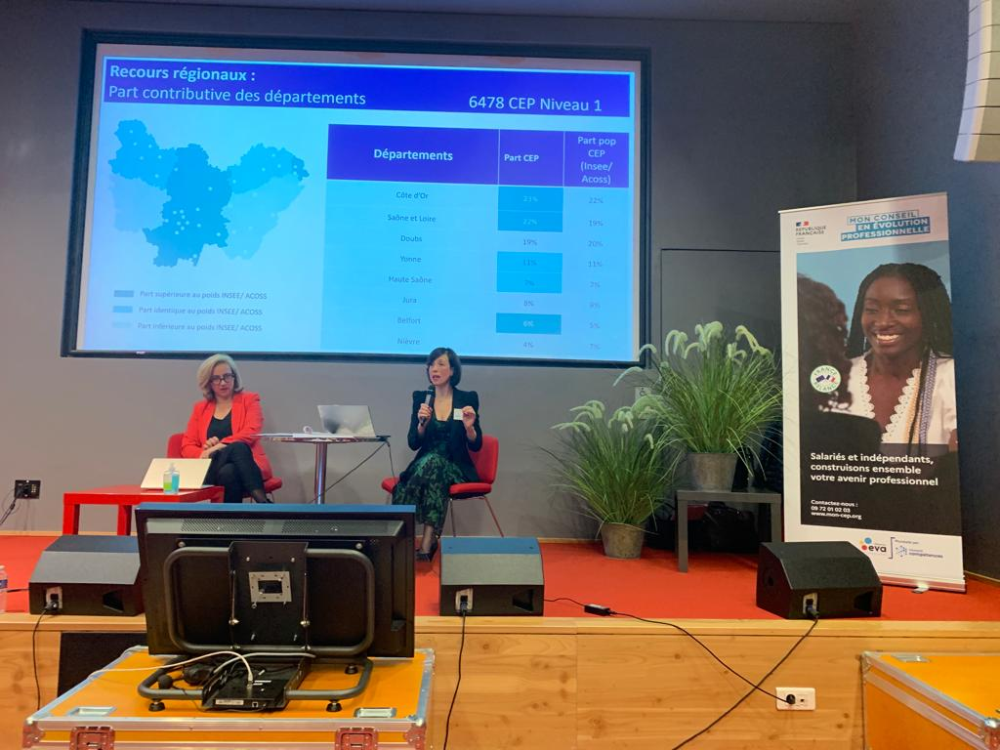 Recours régionaux :
Part contributive des départements
6478 CEP Niveau 1
Départements
Part CEP
Part pop
CEP
(Insee/
Acoss)
Côte d'Or 23% 22%
Saône et Loire 22% 19%
Doubs 19% 20%
Yonne 11% 11%
Haute Saône 7% 7%
Jura 8% 9%
Belfort 6% 5%
Nièvre 4% 7%
Part supérieure au poids INSEE/ ACOSS
Part identique au poids INSEE/ ACOSS
Part inférieure au poids INSEE/ ACOSS
RÉPUBLIQUE
FRANÇAISE
MON CONSEIL
EN ÉVOLUTION
PROFESSIONNELLE
FRANCE
RELANCE
Salariés et indépendants,
construisons ensemble
votre avenir professionnel
Contactez-nous :
09 72 01 02 03
www.mon-cep.org
eva
compétences